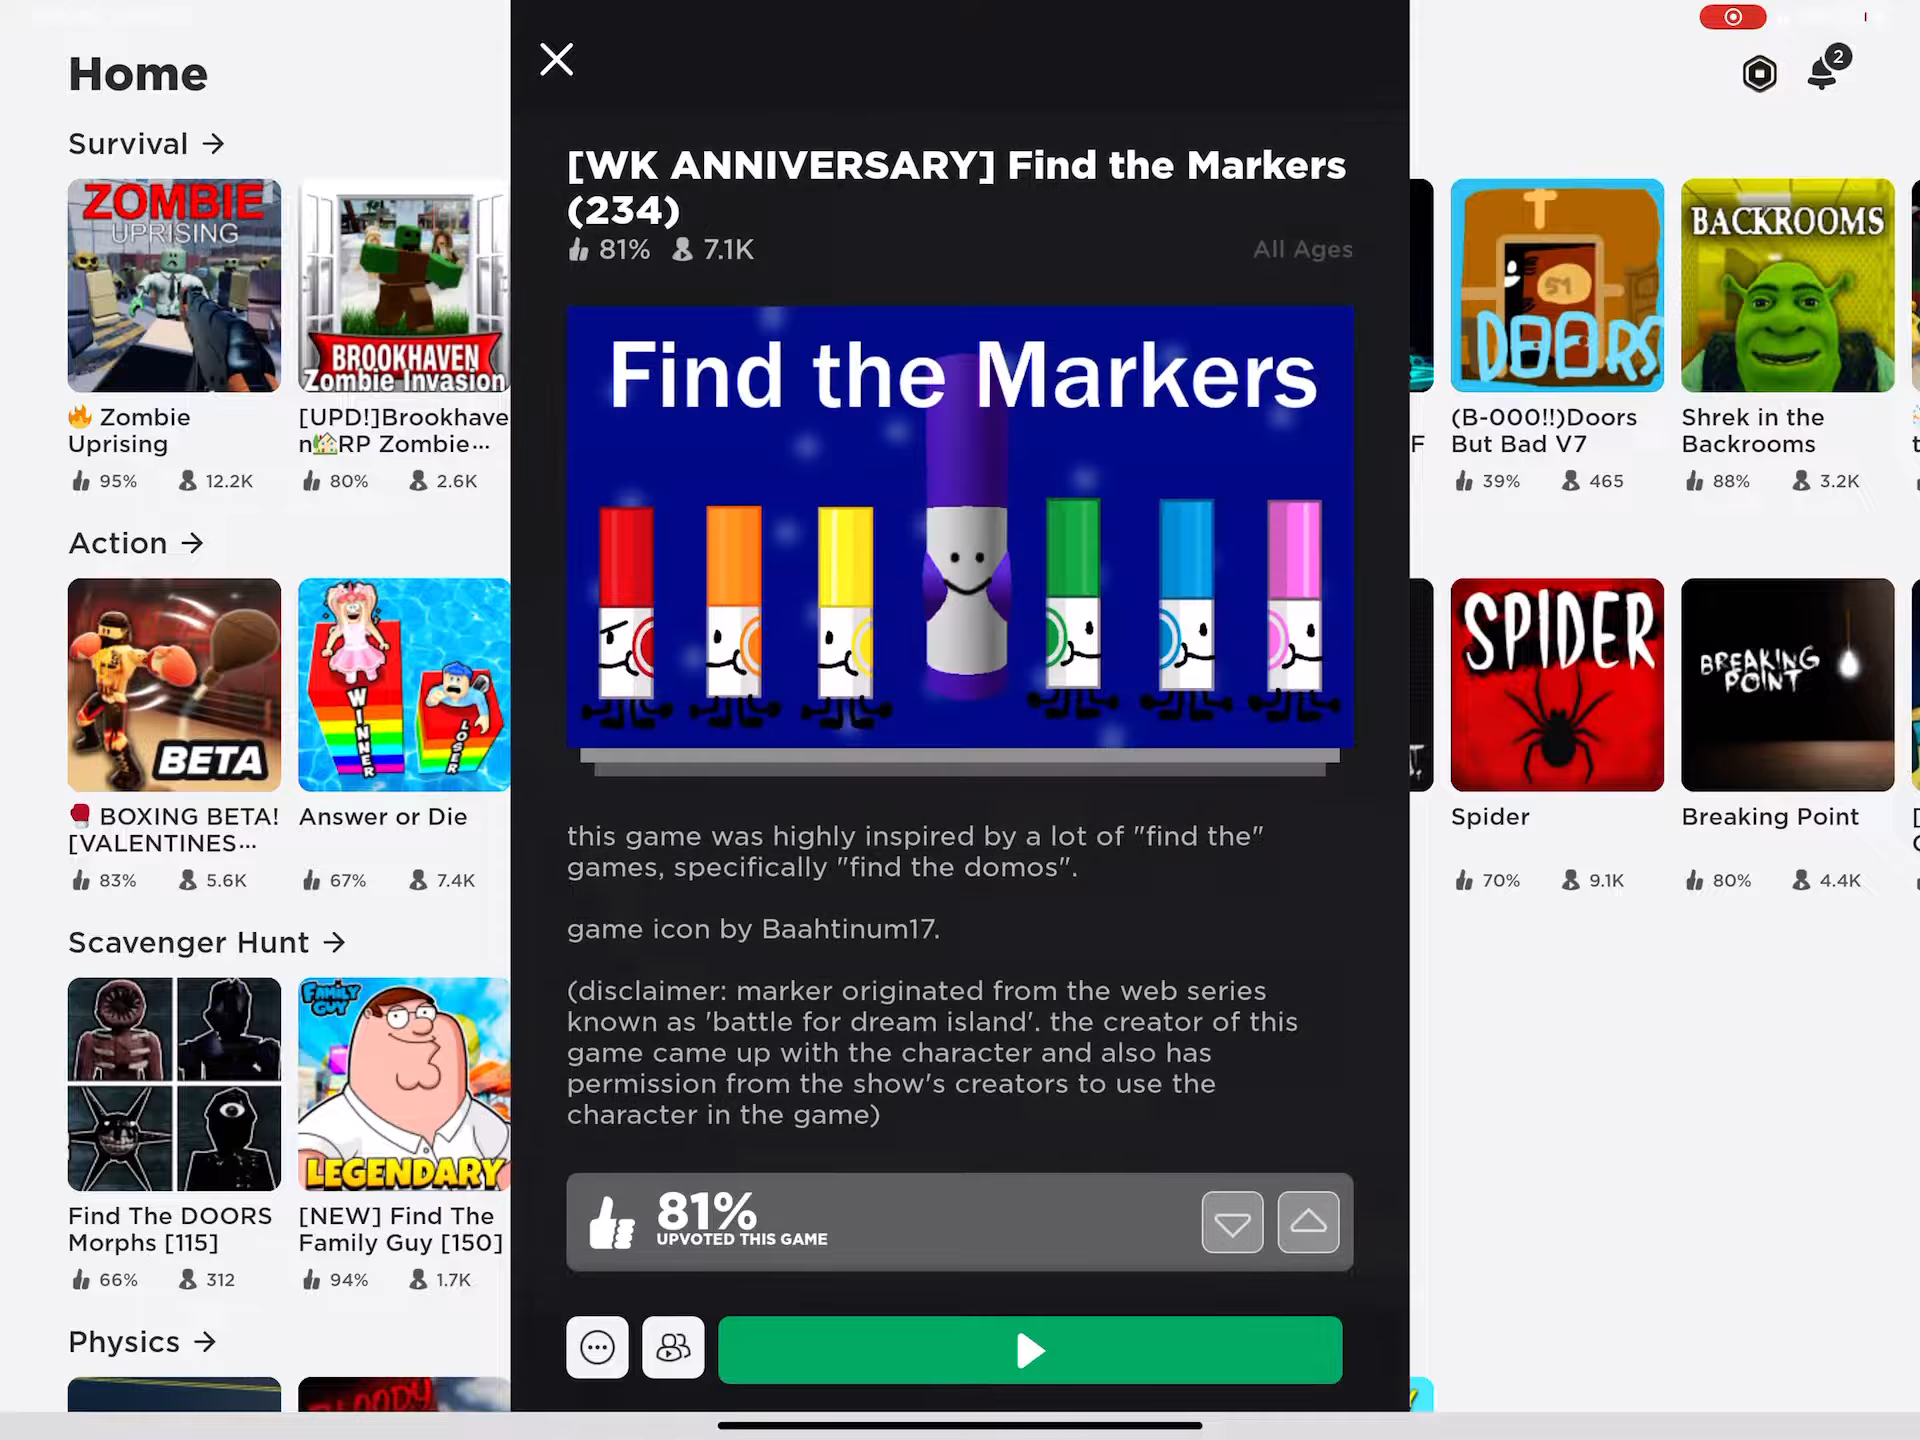 Home
2
Survival →
ZOMBIE
UPRISING
BROOKHAVEN
Zombie Invasion
🔥 Zombie
Uprising
95% 12.2K
[UPD!]Brookhave
n🏡RP Zombie...
80% 2.6K
Action →
BETA
WINNER
LOSER
🥊 BOXING BETA!
[VALENTINES...
83% 5.6K
Answer or Die
67% 7.4K
Scavenger Hunt →
FAMILY
GUY
LEGENDARY
Find The DOORS
Morphs [115]
66% 312
[NEW] Find The
Family Guy [150]
94% 1.7K
Physics →
BLOODY
[WK ANNIVERSARY] Find the Markers
(234)
81% 7.1K
All Ages
Find the Markers
this game was highly inspired by a lot of "find the"
games, specifically "find the domos".
game icon by Baahtinum17.
(disclaimer: marker originated from the web series
known as 'battle for dream island'. the creator of this
game came up with the character and also has
permission from the show's creators to use the
character in the game)
81%
UPVOTED THIS GAME
51
DOORS
BACKROOMS
F
(B-000!!)Doors
But Bad V7
39% 465
Shrek in the
Backrooms
88% 3.2K
SPIDER
BREAKING
POINT
Spider
70% 9.1K
Breaking Point
80% 4.4K